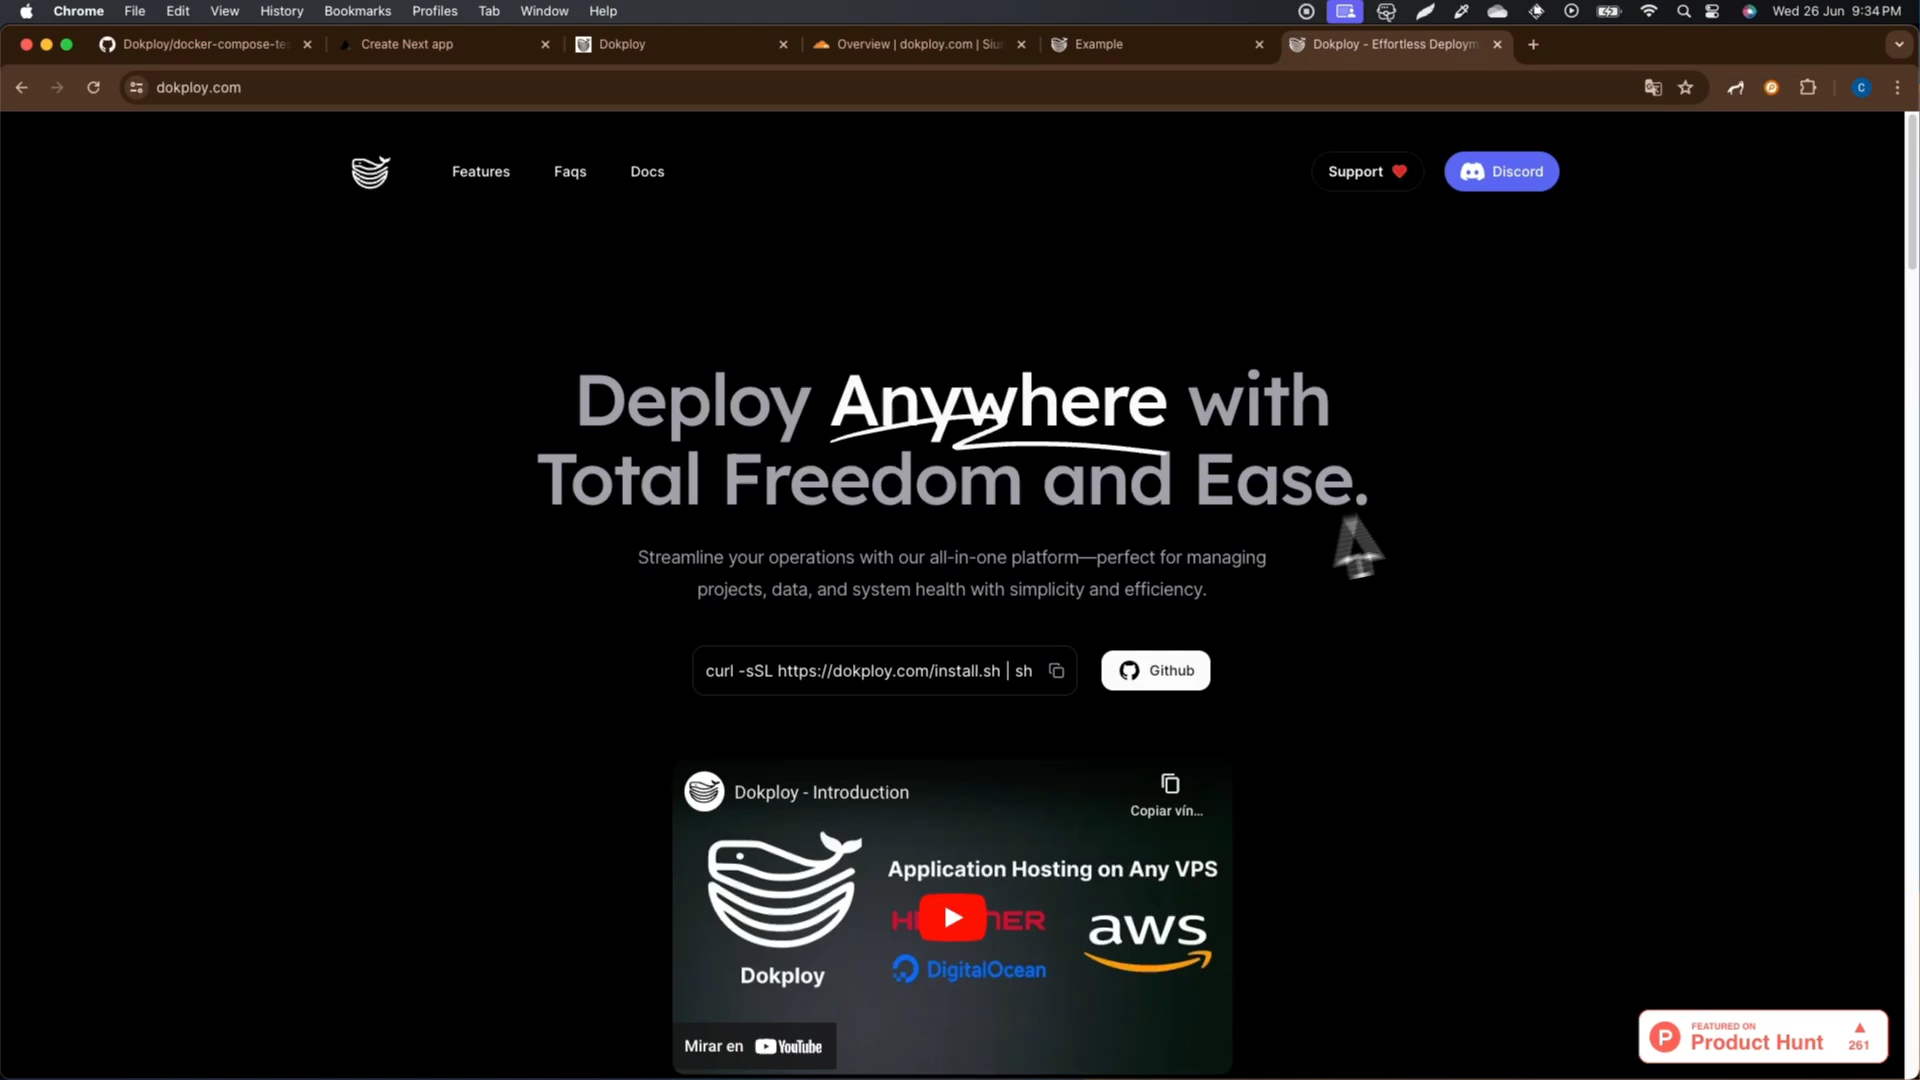 Chrome File Edit View History Bookmarks Profiles Tab Window Help Wed 26 Jun 9:34 PM
Dokploy/docker-compose-te Create Next app Dokploy Overview | dokploy.com | Siu Example Dokploy - Effortless Deploym
dokploy.com C
Features Faqs Docs Support Discord
Deploy Anywhere with
Total Freedom and Ease.
Streamline your operations with our all-in-one platform—perfect for managing
projects, data, and system health with simplicity and efficiency.
curl -sSL https://dokploy.com/install.sh | sh Github
Dokploy - Introduction
Copiar vín...
Application Hosting on Any VPS
aws
DigitalOcean
Dokploy
Mirar en YouTube
FEATURED ON
Product Hunt
261